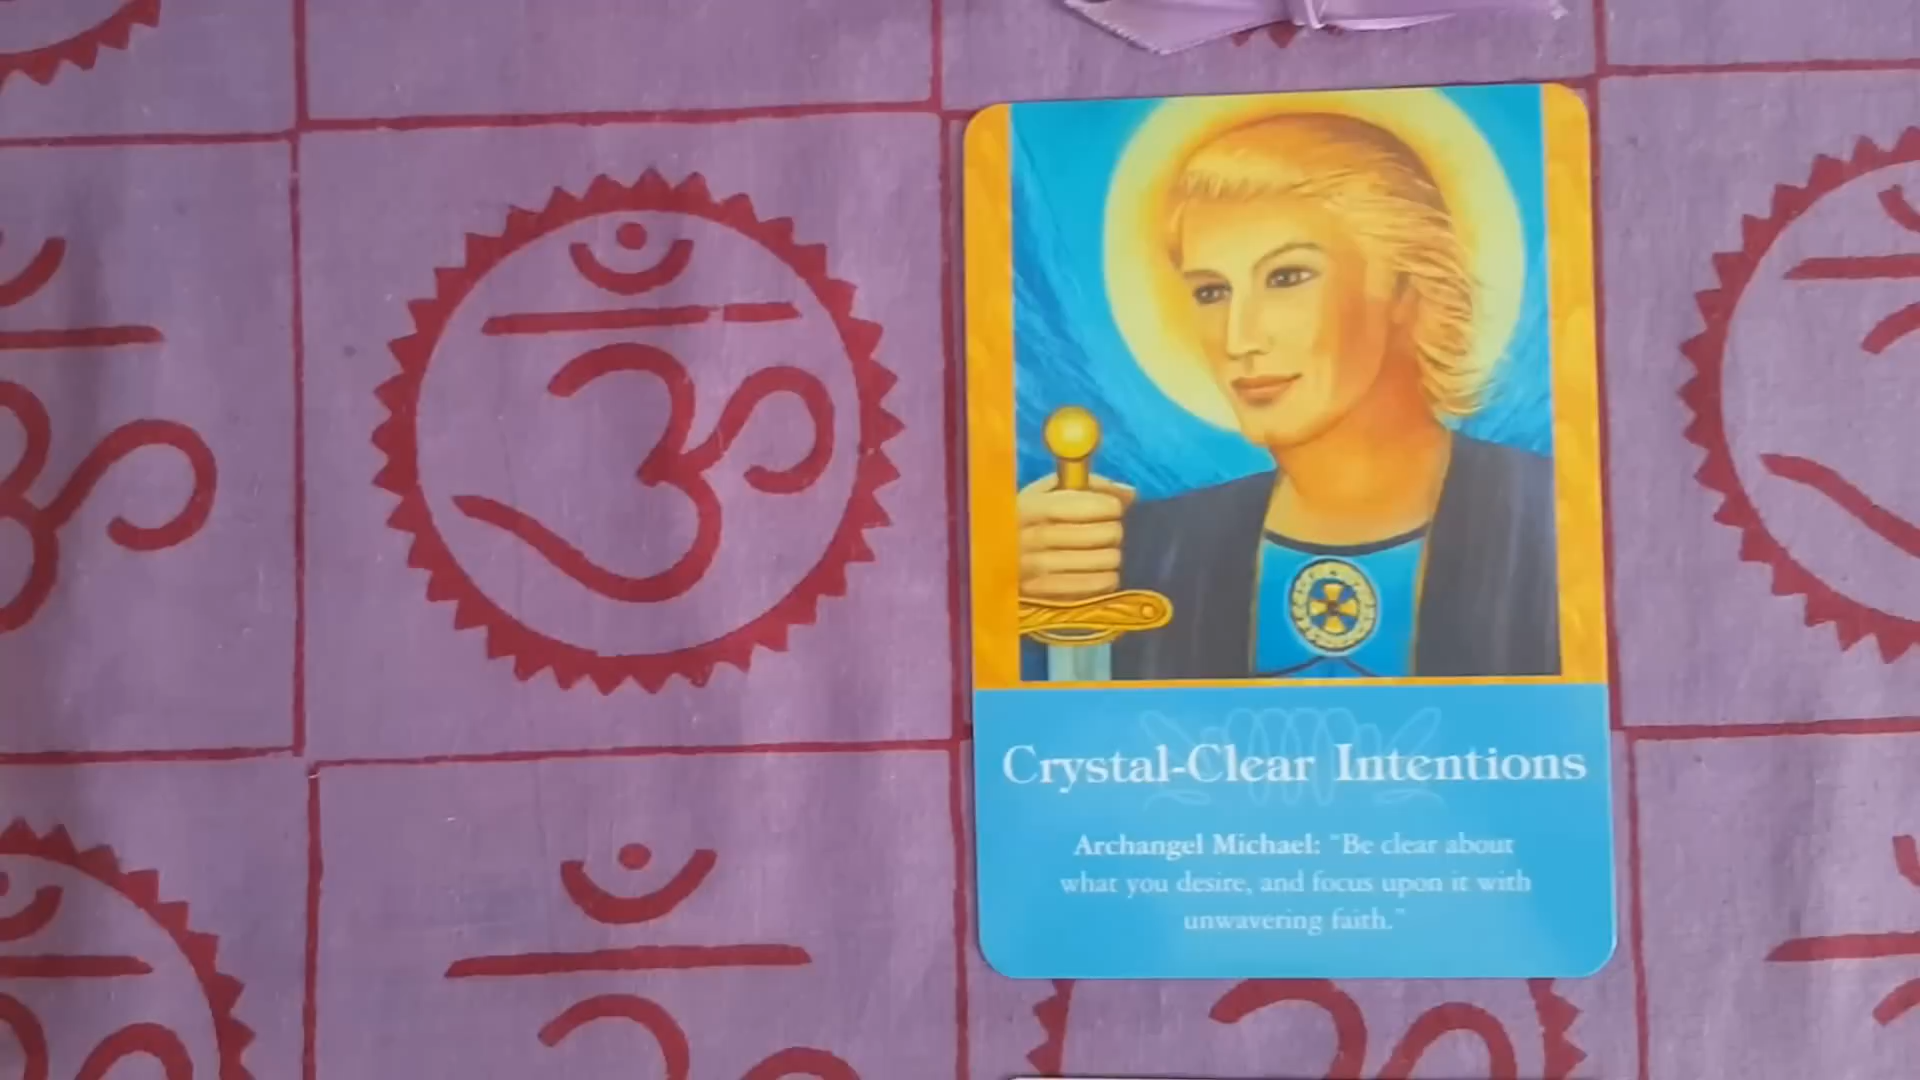 ॐ
Crystal-Clear Intentions
Archangel Michael: "Be clear about
what you desire, and focus upon it with
unwavering faith."